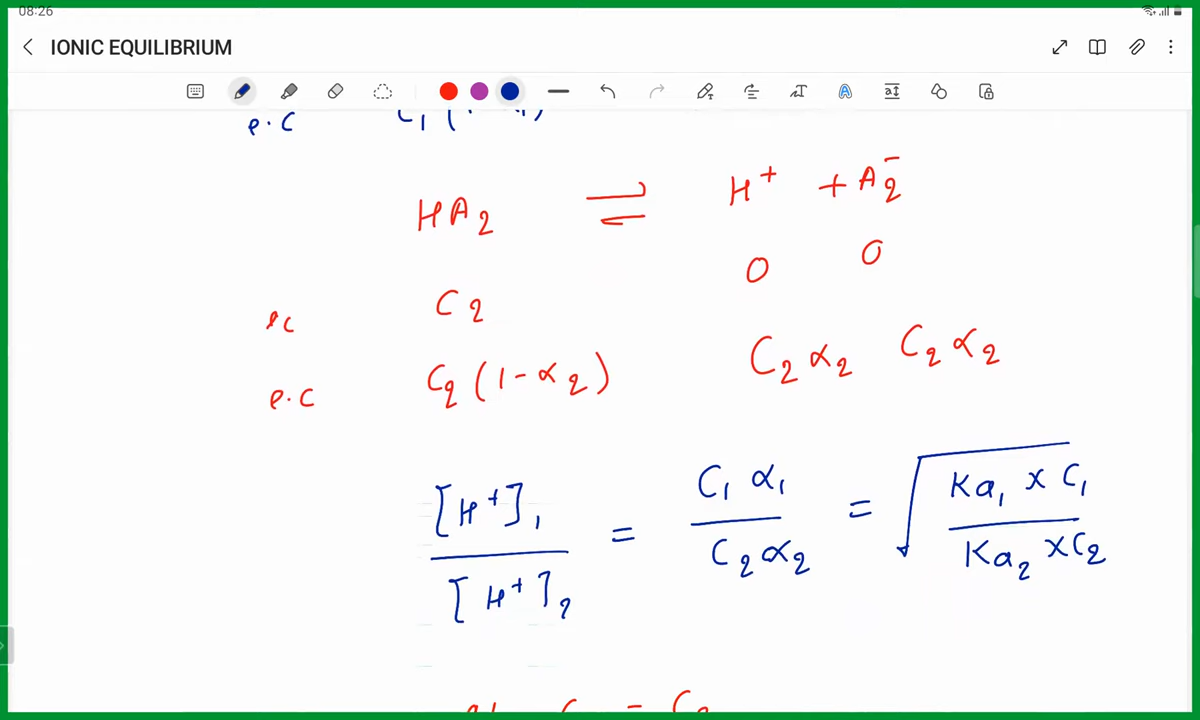 08:26
IONIC EQUILIBRIUM
e.c
HA₂ ⇌ H⁺ + A₂⁻
0 0
ic C₂
e.c C₂(1-α₂) C₂α₂ C₂α₂
[H⁺]₁ / [H⁺]₂ = C₁α₁ / C₂α₂ = √(Ka₁ × C₁ / Ka₂ × C₂)